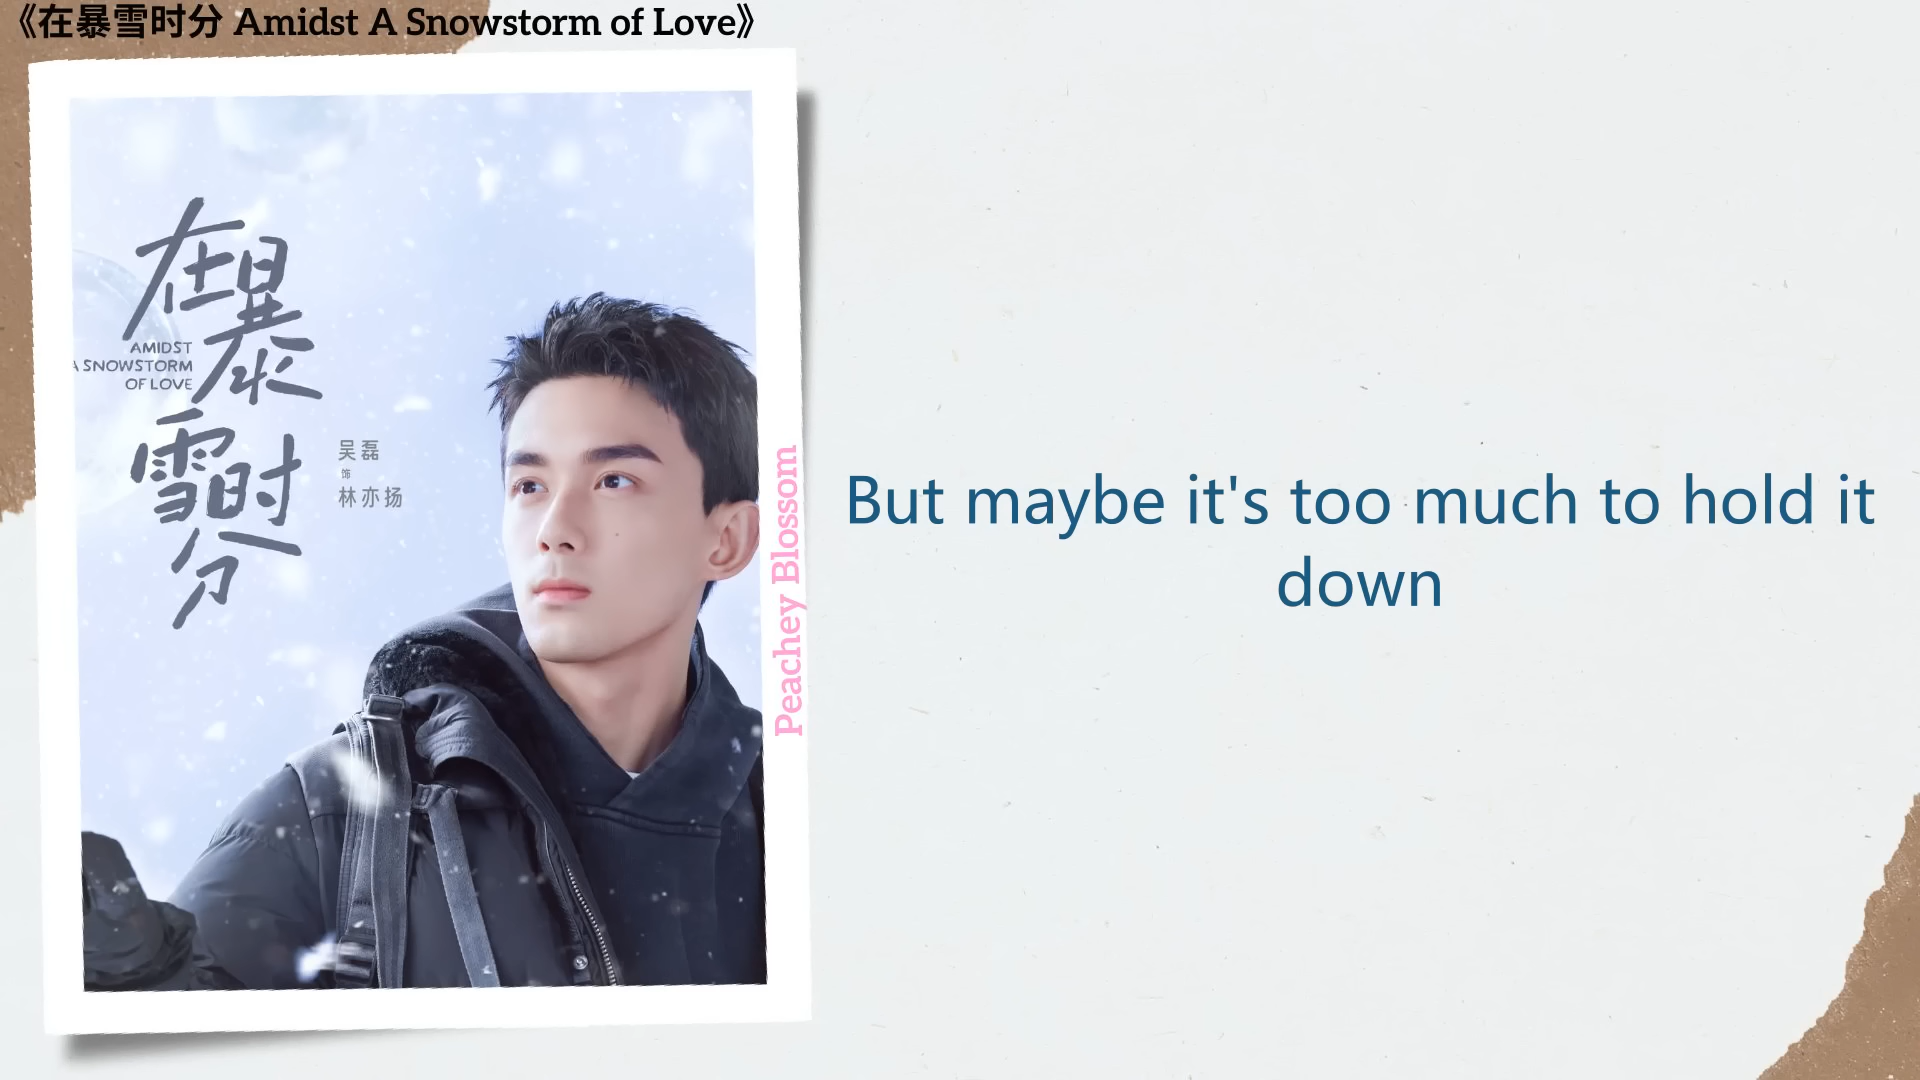 《在暴雪时分 Amidst A Snowstorm of Love》
在暴
AMIDST
A SNOWSTORM
OF LOVE
雪时
分
吴磊
饰
林亦扬
Peachey Blossom
But maybe it's too much to hold it
down